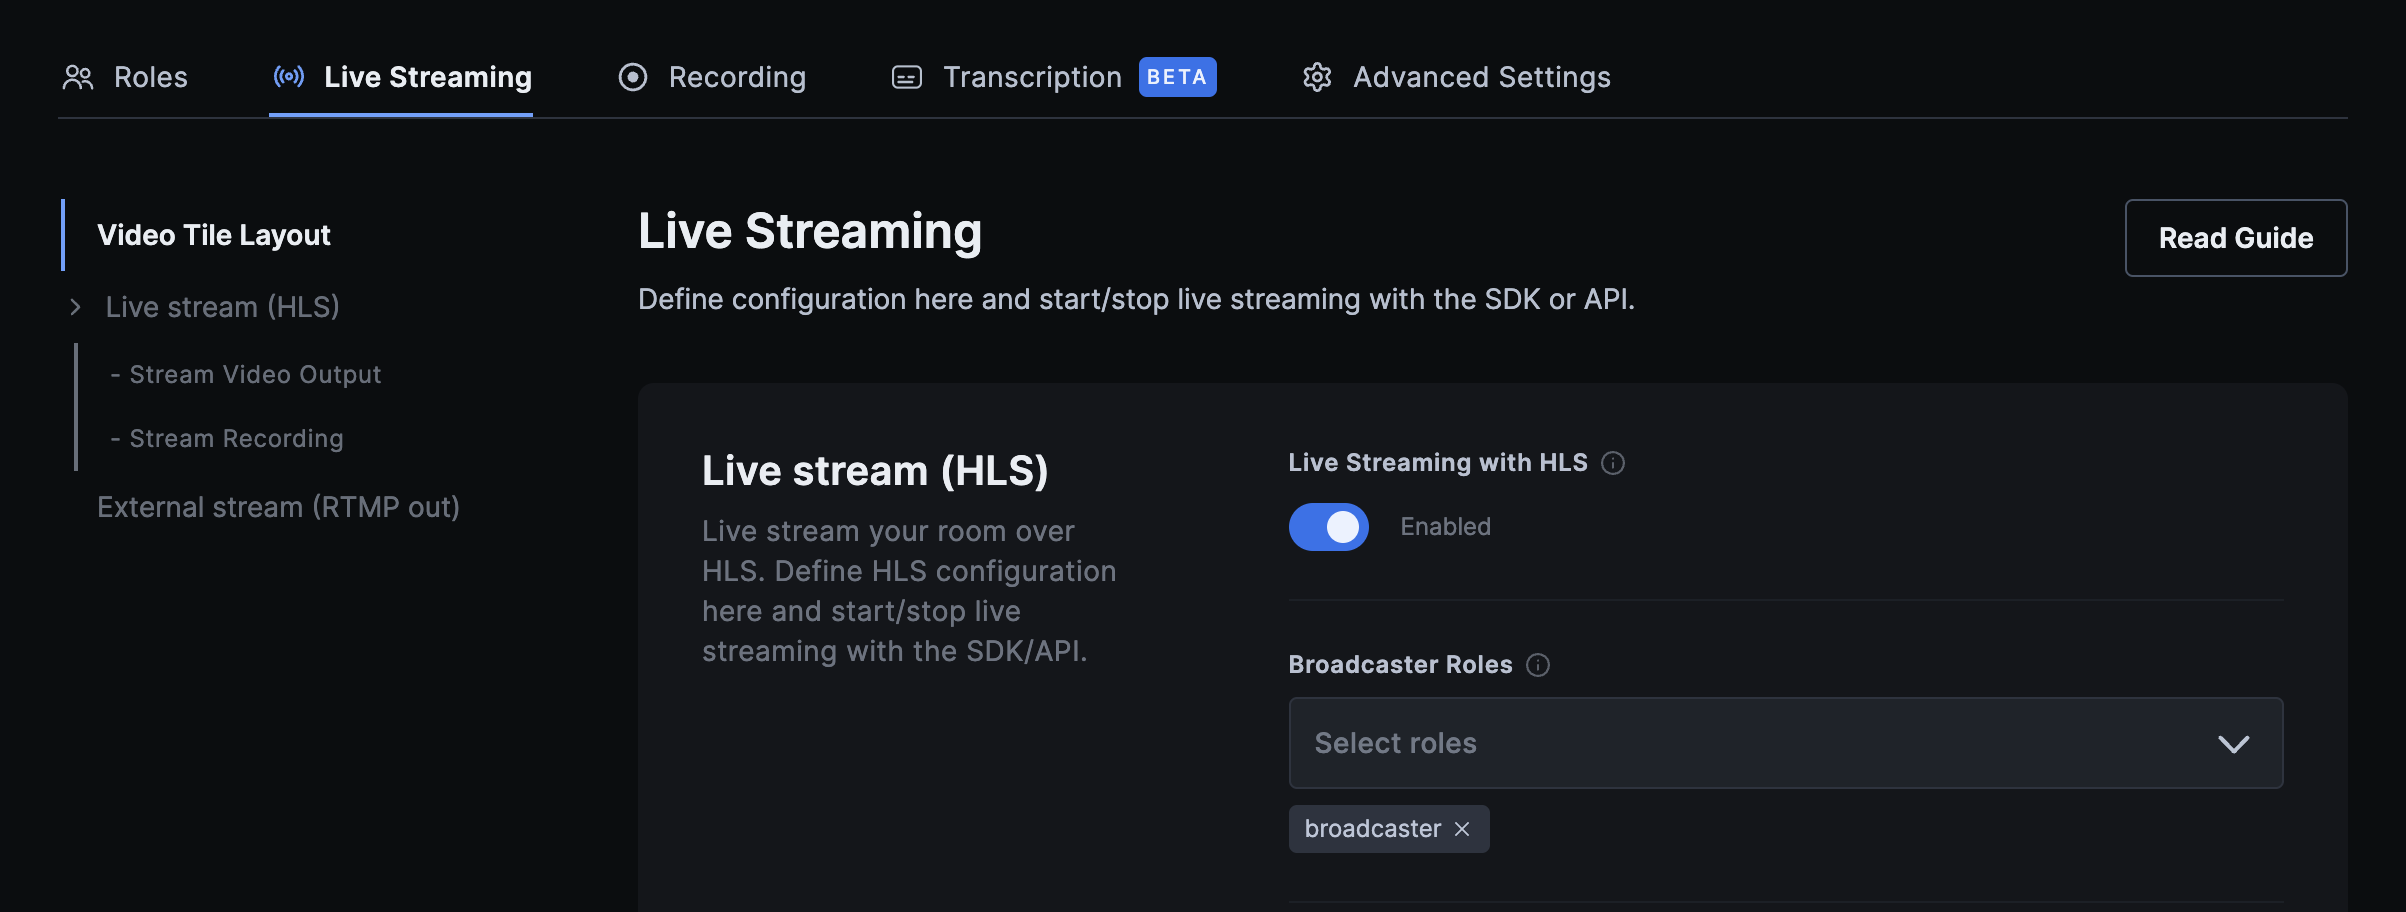 Roles
Live Streaming
Recording
Transcription BETA
Advanced Settings
Video Tile Layout
Live stream (HLS)
- Stream Video Output
- Stream Recording
External stream (RTMP out)
Live Streaming
Define configuration here and start/stop live streaming with the SDK or API.
Read Guide
Live stream (HLS)
Live stream your room over
HLS. Define HLS configuration
here and start/stop live
streaming with the SDK/API.
Live Streaming with HLS
Enabled
Broadcaster Roles
Select roles
broadcaster